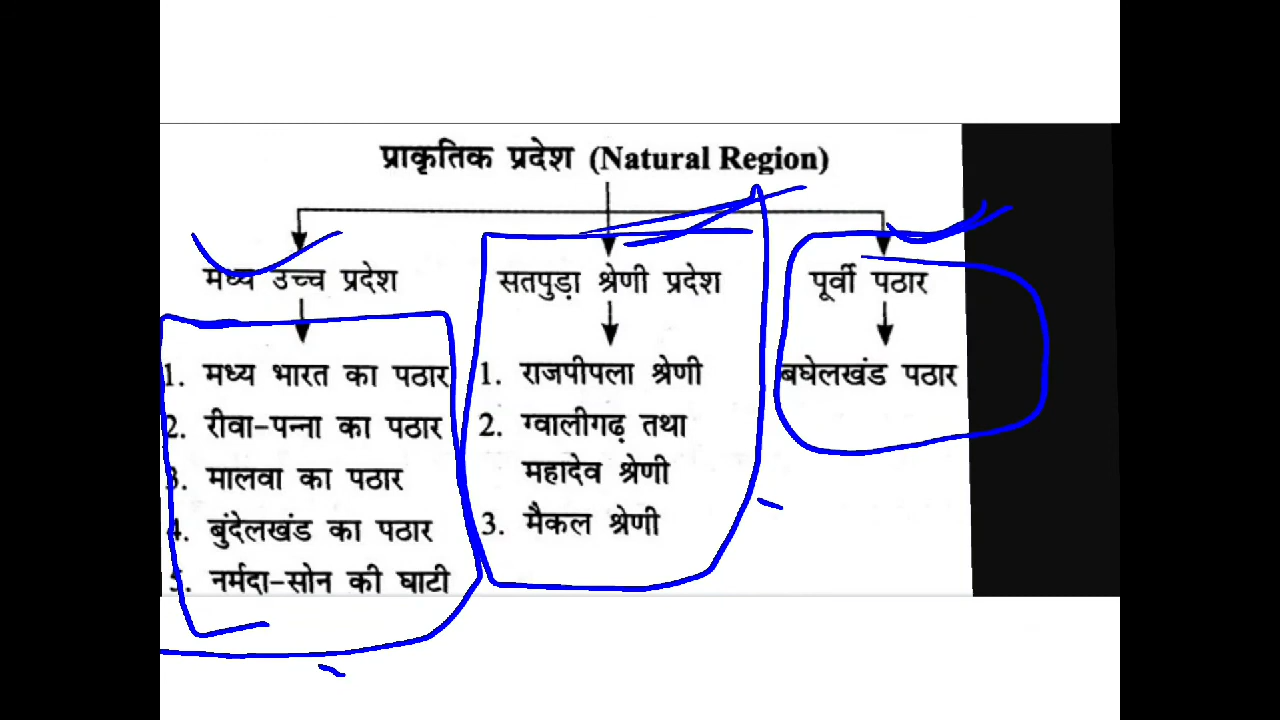 प्राकृतिक प्रदेश (Natural Region)
मध्य उच्च प्रदेश
1. मध्य भारत का पठार
2. रीवा-पन्ना का पठार
3. मालवा का पठार
4. बुंदेलखंड का पठार
5. नर्मदा-सोन की घाटी
सतपुड़ा श्रेणी प्रदेश
1. राजपीपला श्रेणी
2. ग्वालीगढ़ तथा
महादेव श्रेणी
3. मैकल श्रेणी
पूर्वी पठार
बघेलखंड पठार